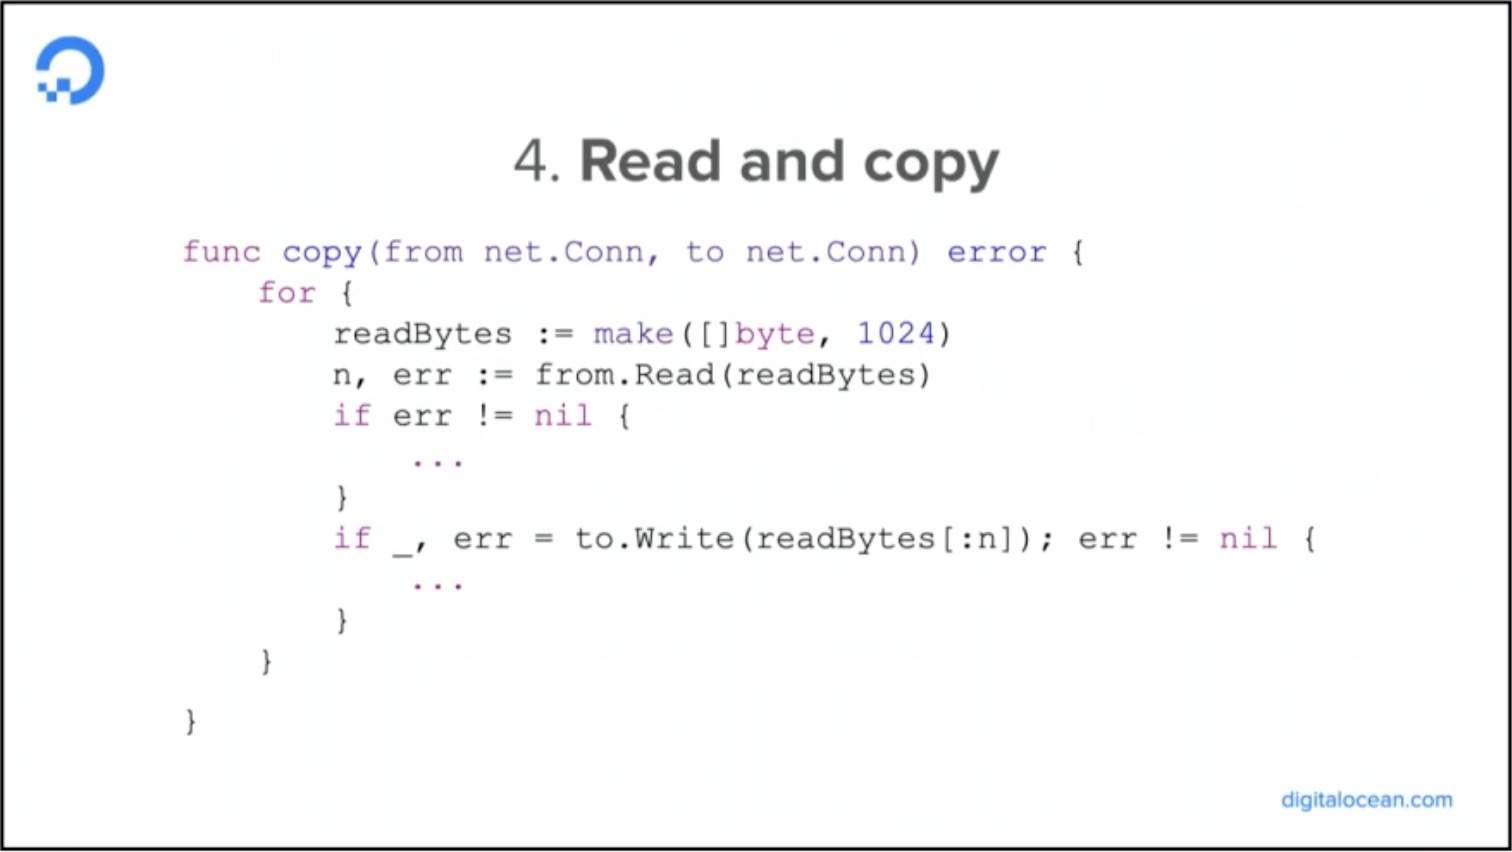 4. Read and copy
func copy(from net.Conn, to net.Conn) error {
for {
readBytes := make([]byte, 1024)
n, err := from.Read(readBytes)
if err != nil {
...
}
if _, err = to.Write(readBytes[:n]); err != nil {
...
}
}
}
digitalocean.com